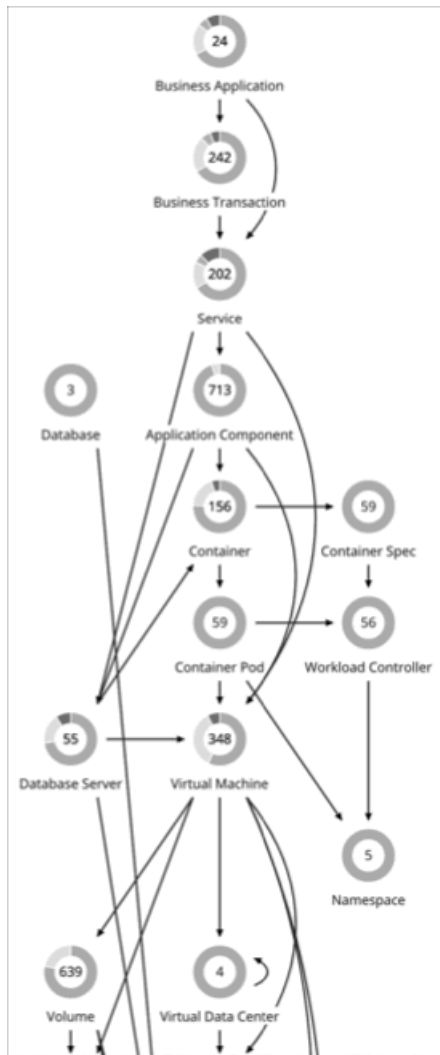 24
Business Application
242
Business Transaction
202
Service
3
713
Database
Application Component
156
59
Container
Container Spec
59
56
Container Pod
Workload Controller
55
348
Database Server
Virtual Machine
5
Namespace
639
4
Volume
Virtual Data Center